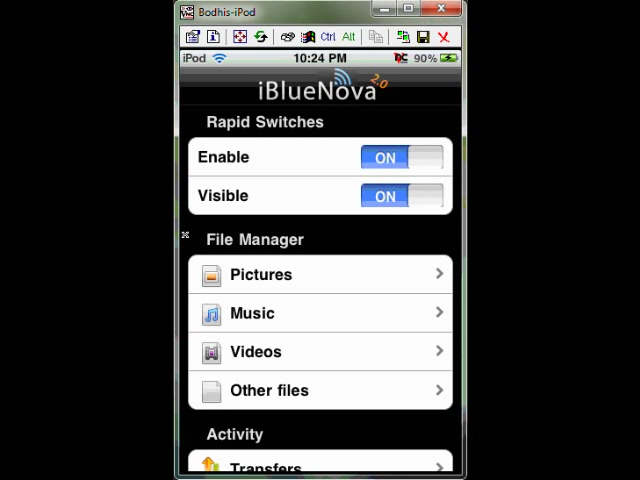 Bodhis-iPod
Ctrl Alt
iPod 10:24 PM 90%
iBlueNova 2.0
Rapid Switches
Enable ON
Visible ON
File Manager
Pictures
Music
Videos
Other files
Activity
Transfers